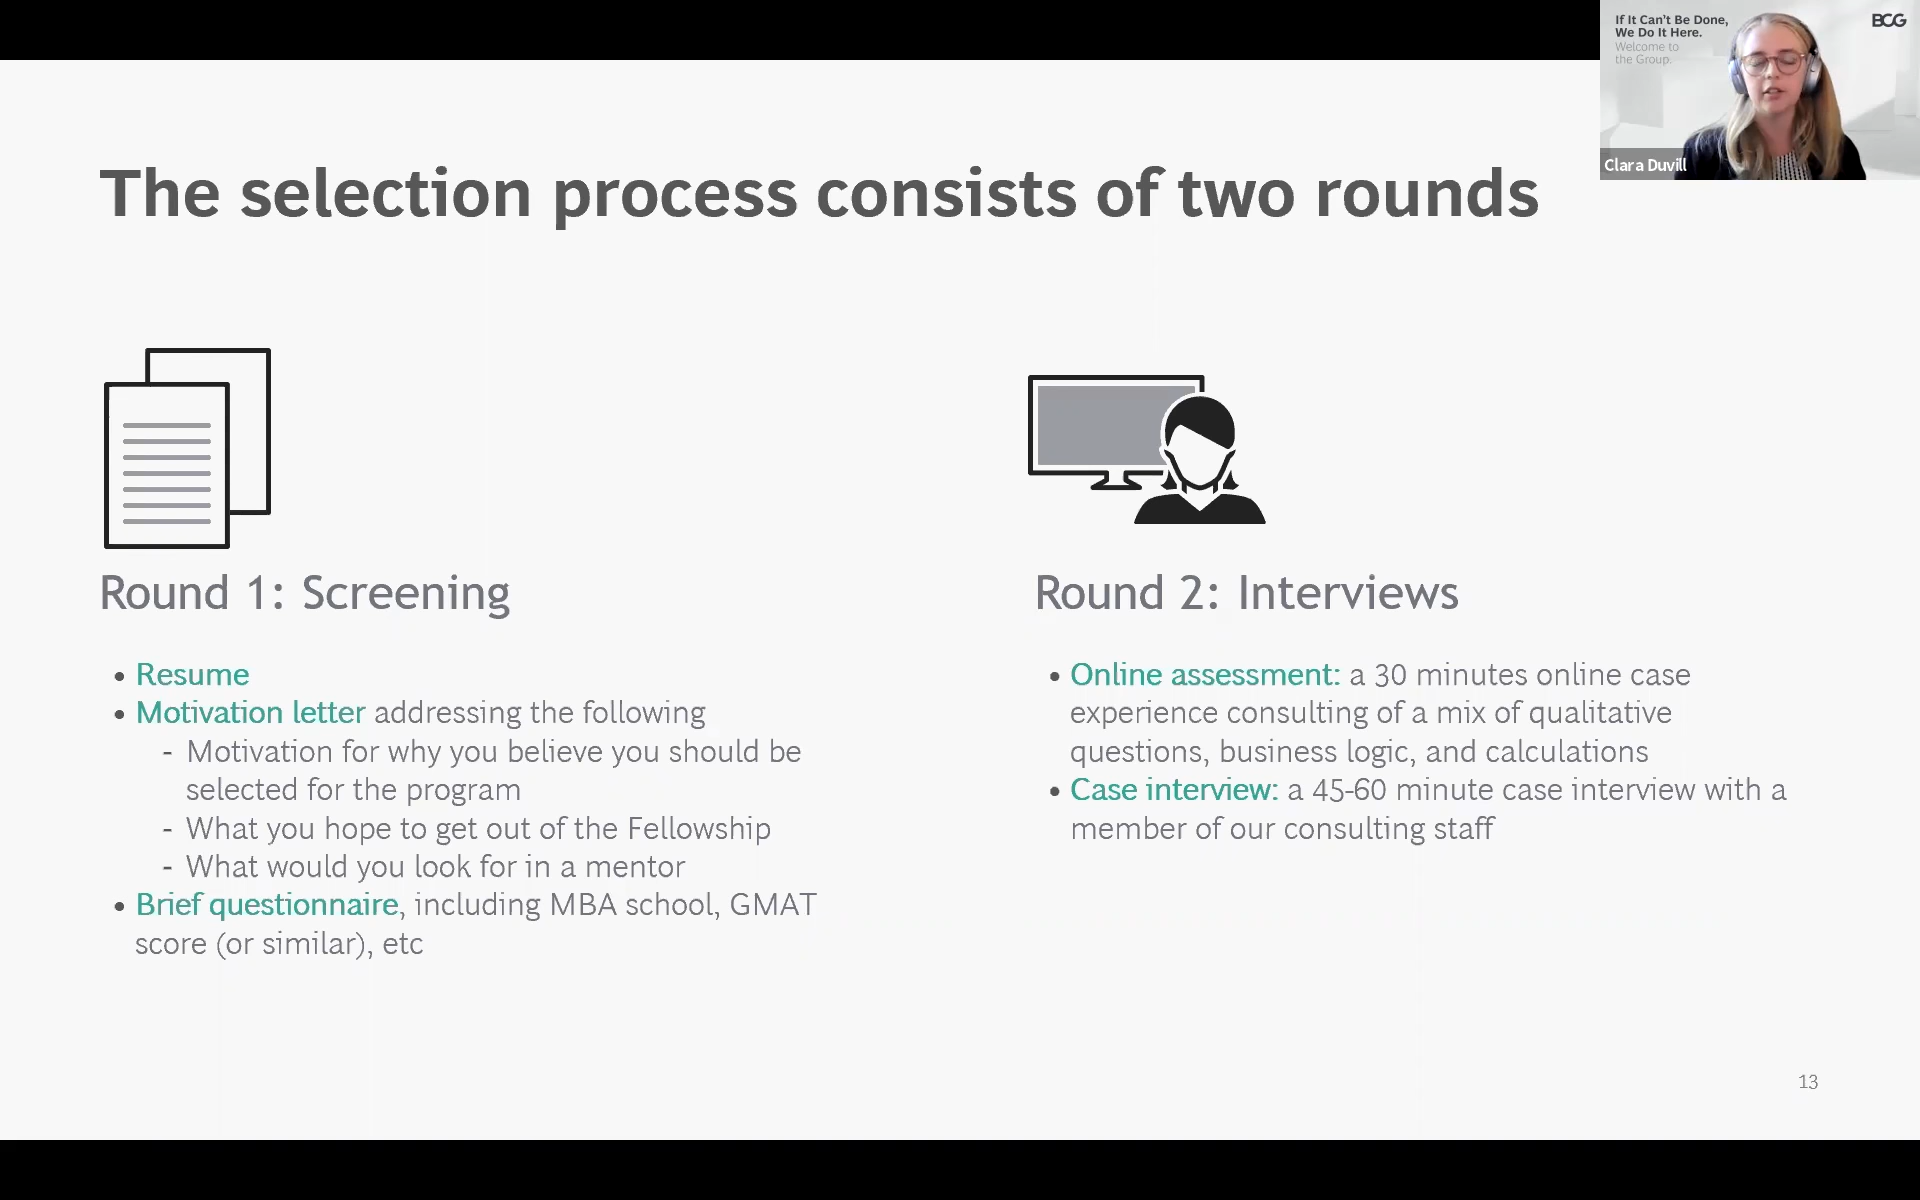 If It Can't Be Done,
We Do It Here.
Welcome to
the Group.
BCG
Clara Duvill
The selection process consists of two rounds
Round 1: Screening
• Resume
• Motivation letter addressing the following
- Motivation for why you believe you should be
selected for the program
- What you hope to get out of the Fellowship
- What would you look for in a mentor
• Brief questionnaire, including MBA school, GMAT
score (or similar), etc
Round 2: Interviews
• Online assessment: a 30 minutes online case
experience consulting of a mix of qualitative
questions, business logic, and calculations
• Case interview: a 45-60 minute case interview with a
member of our consulting staff
13